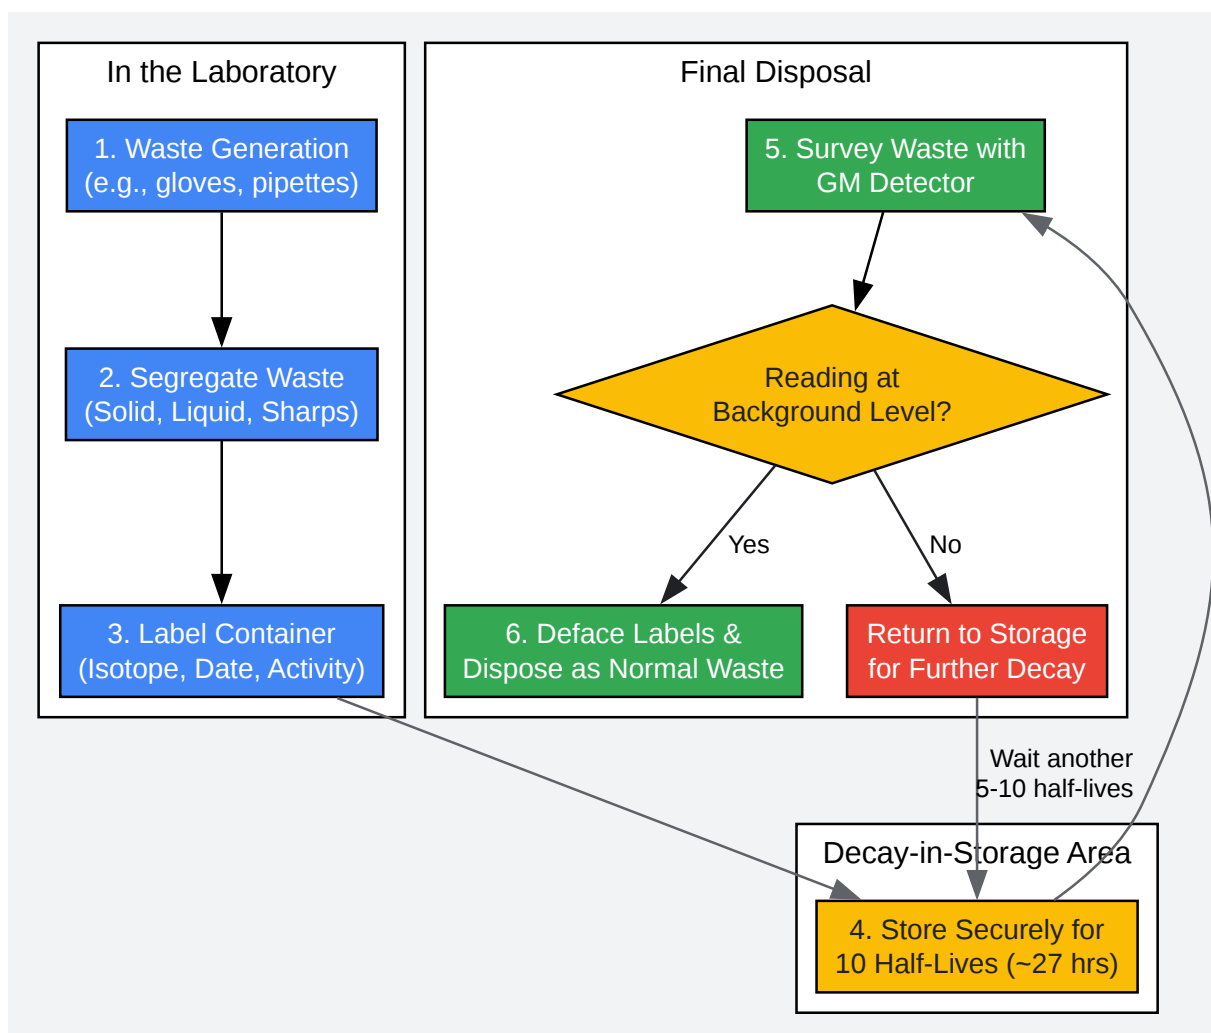 In the Laboratory
1. Waste Generation
(e.g., gloves, pipettes)
2. Segregate Waste
(Solid, Liquid, Sharps)
3. Label Container
(Isotope, Date, Activity)
Final Disposal
5. Survey Waste with
GM Detector
Reading at
Background Level?
Yes
No
6. Deface Labels &
Dispose as Normal Waste
Return to Storage
for Further Decay
Wait another
5-10 half-lives
Decay-in-Storage Area
4. Store Securely for
10 Half-Lives (~27 hrs)